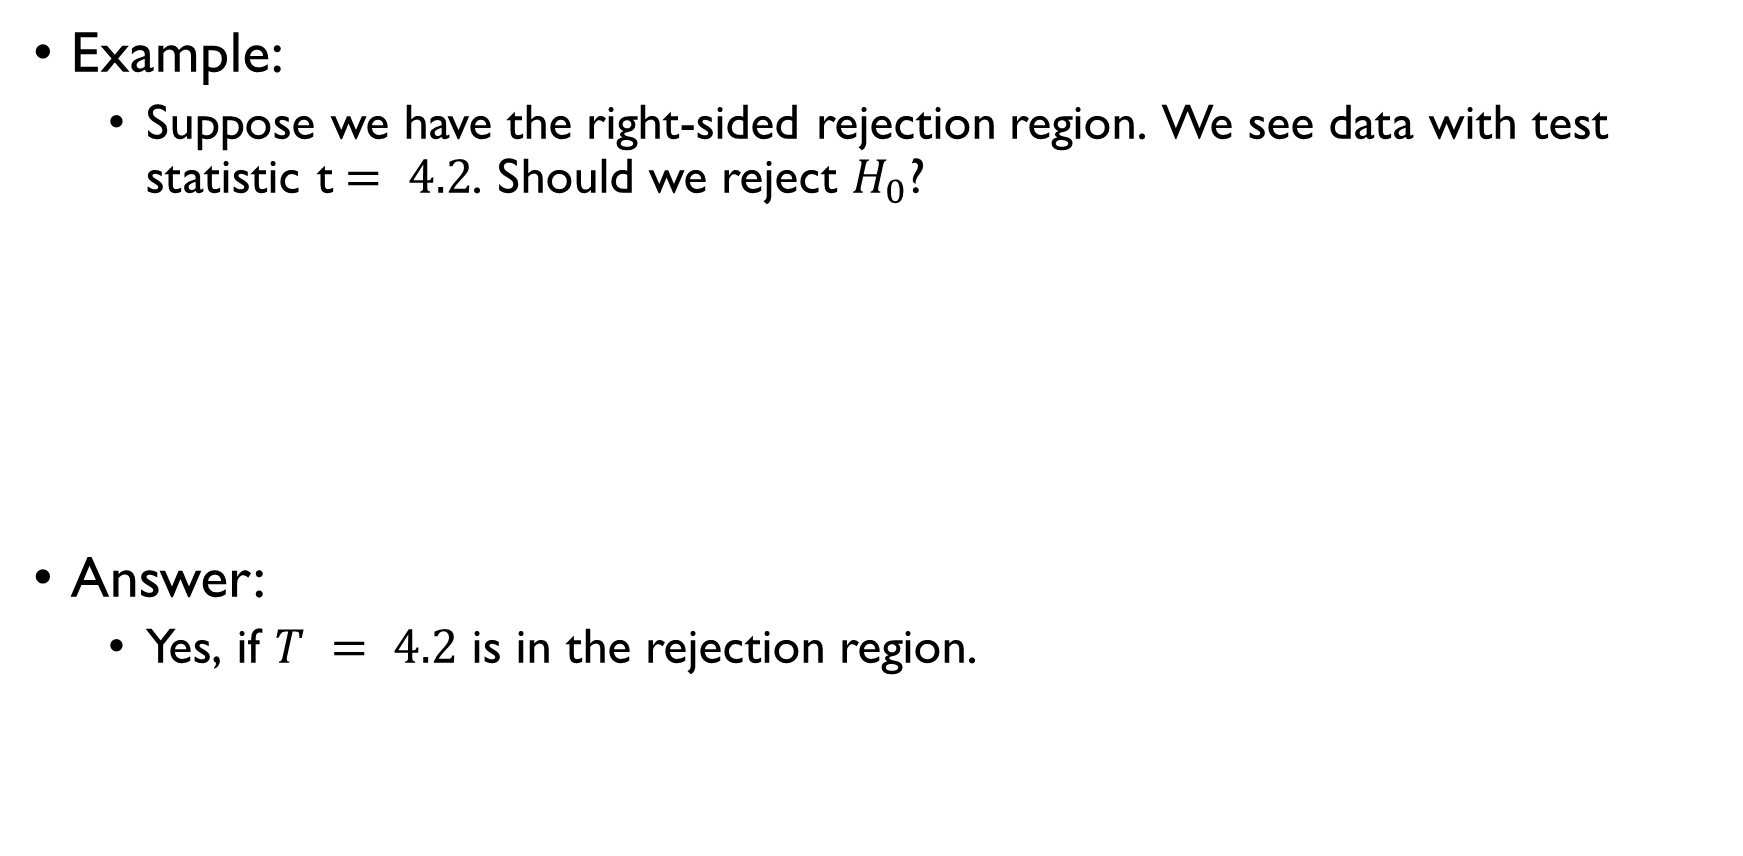 • Example:
• Suppose we have the right-sided rejection region. We see data with test
statistic t = 4.2. Should we reject H₀?
• Answer:
• Yes, if T = 4.2 is in the rejection region.